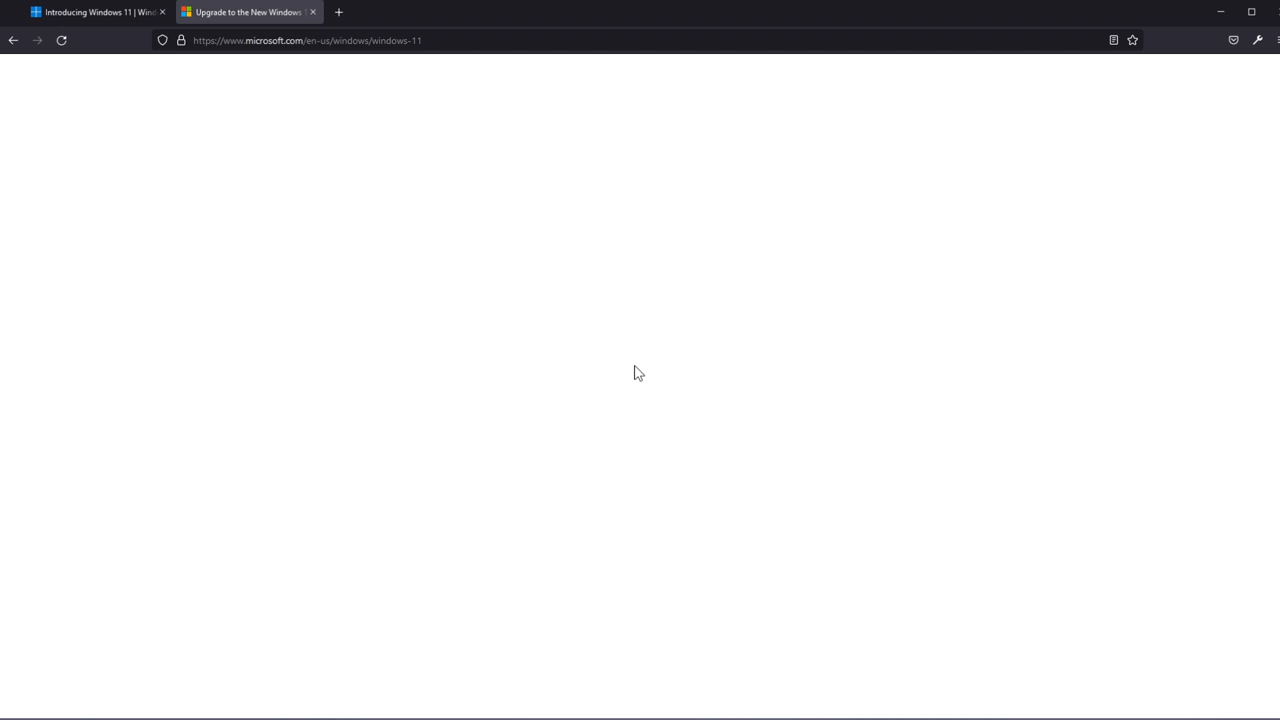 Introducing Windows 11 | Wind
Upgrade to the New Windows
https://www.microsoft.com/en-us/windows/windows-11